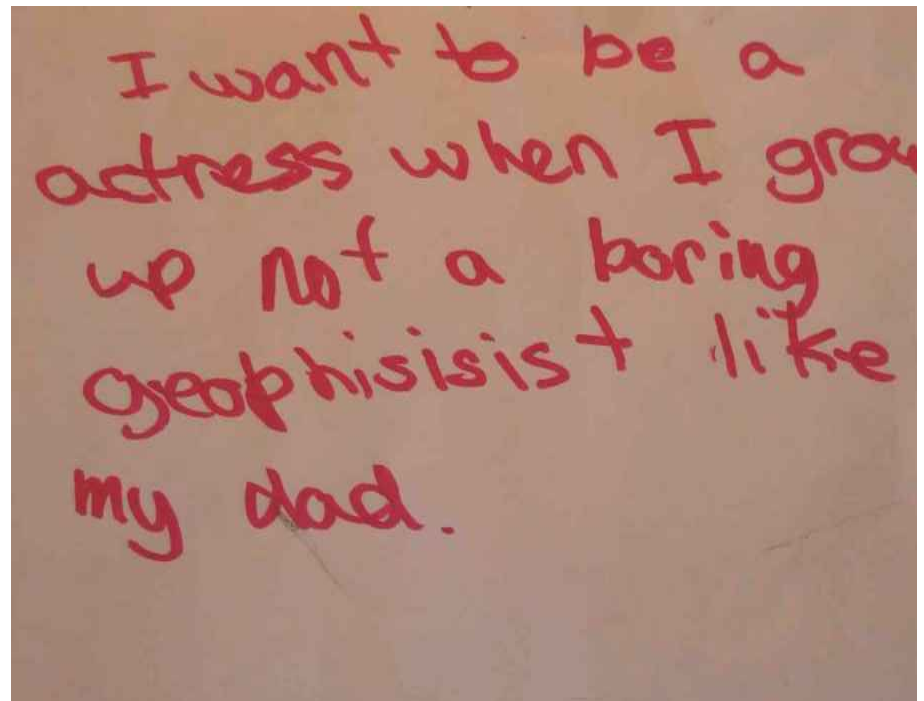 I want to be a
actress when I grow
up not a boring
geophisisist like
my dad.